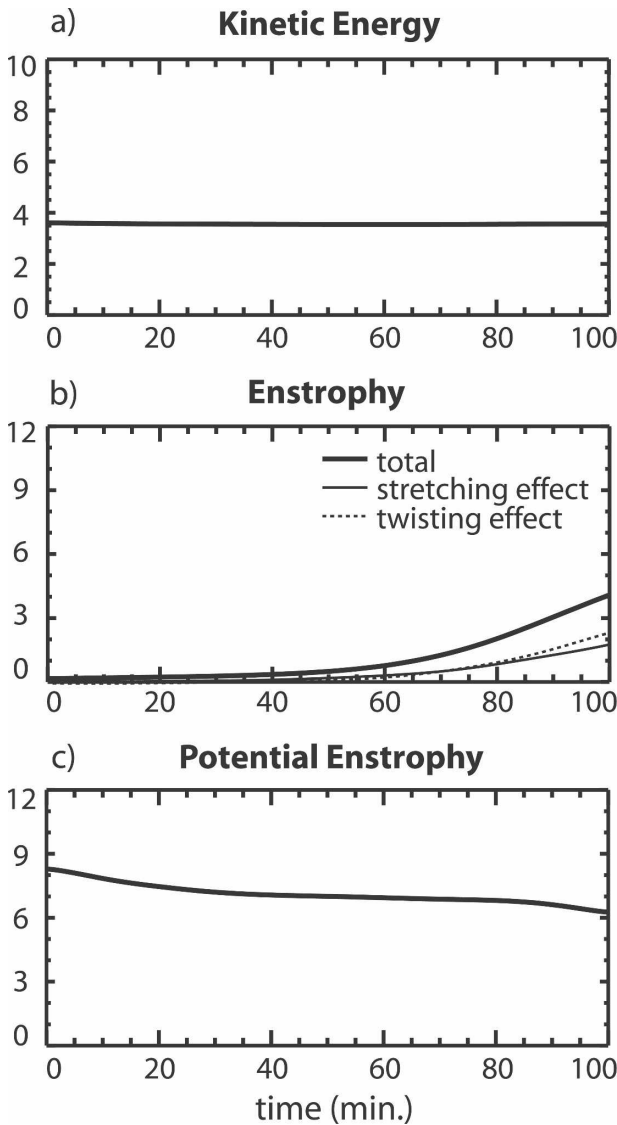 a) Kinetic Energy
10
8
6
4
2
0
0 20 40 60 80 100
b) Enstrophy
12
9
6
3
0
total
stretching effect
twisting effect
0 20 40 60 80 100
c) Potential Enstrophy
12
9
6
3
0
0 20 40 60 80 100
time (min.)